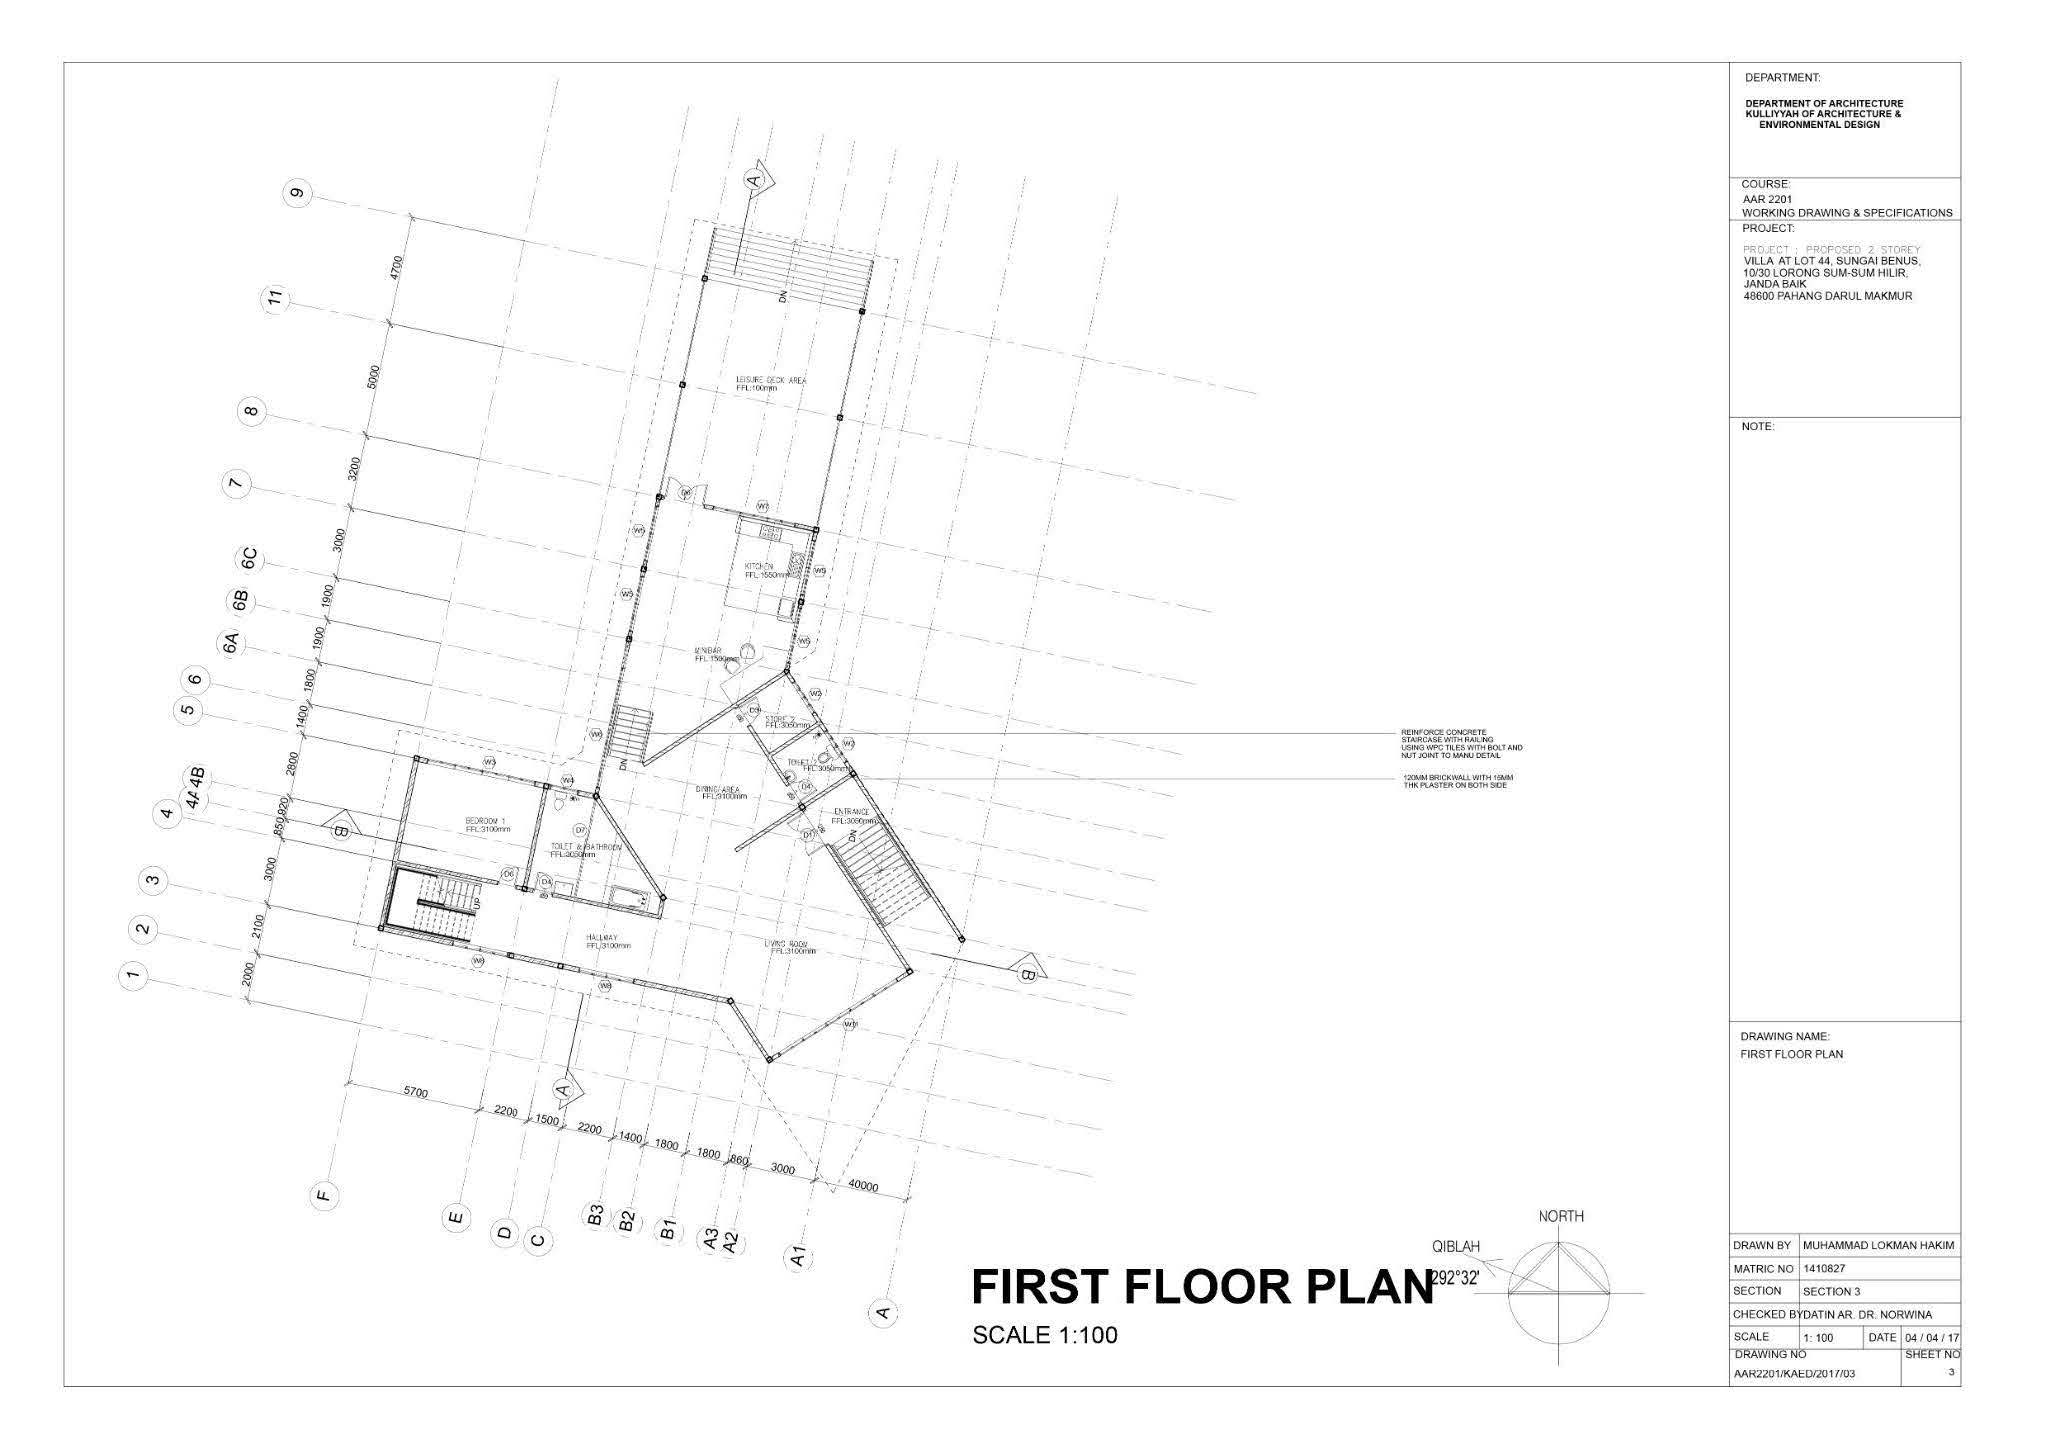 DEPARTMENT:
DEPARTMENT OF ARCHITECTURE
KULLIYYAH OF ARCHITECTURE &
ENVIRONMENTAL DESIGN
COURSE:
AAR 2201
WORKING DRAWING & SPECIFICATIONS
PROJECT:
PROJECT : PROPOSED 2 STOREY
VILLA AT LOT 44, SUNGAI BENUS,
10/30 LORONG SUM-SUM HILIR,
JANDA BAIK
48600 PAHANG DARUL MAKMUR
NOTE:
DRAWING NAME:
FIRST FLOOR PLAN
DRAWN BY MUHAMMAD LOKMAN HAKIM
MATRIC NO 1410827
SECTION SECTION 3
CHECKED BY DATIN AR. DR. NORWINA
SCALE 1: 100 DATE 04 / 04 / 17
DRAWING NO SHEET NO
AAR2201/KAED/2017/03 3
9
11
8
7
6C
6B
6A
6
5
4B
4A
4
3
2
1
4700
5000
3200
3000
1900
1900
1800
1400
2800
920
850
3000
2100
2000
A
DN
LEISURE DECK AREA
FFL:100mm
D8
W7
W5
KITCHEN
FFL:1550mm
W5
W5
W5
MINIBAR
FFL:1500mm
W2
D9
STORE 2
FFL:3050mm
W6
DN
W2
TOILET 2
FFL:3050mm
D4
W3
W4
DINING AREA
FFL:3100mm
ENTRANCE
FFL:3050mm
D1
DN
BEDROOM 1
FFL:3100mm
D7
TOILET & BATHROOM
FFL:3050mm
D6
D4
UP
B
HALLWAY
FFL:3100mm
LIVING ROOM
FFL:3100mm
W8
W8
W11
B
A
REINFORCE CONCRETE
STAIRCASE WITH RAILING
USING WPC TILES WITH BOLT AND
NUT JOINT TO MANU DETAIL
120MM BRICKWALL WITH 15MM
THK PLASTER ON BOTH SIDE
5700
2200
1500
2200
1400
1800
1800
860
3000
40000
F
E
D
C
B3
B2
B1
A3
A2
A1
A
FIRST FLOOR PLAN
SCALE 1:100
NORTH
QIBLAH
292°32'